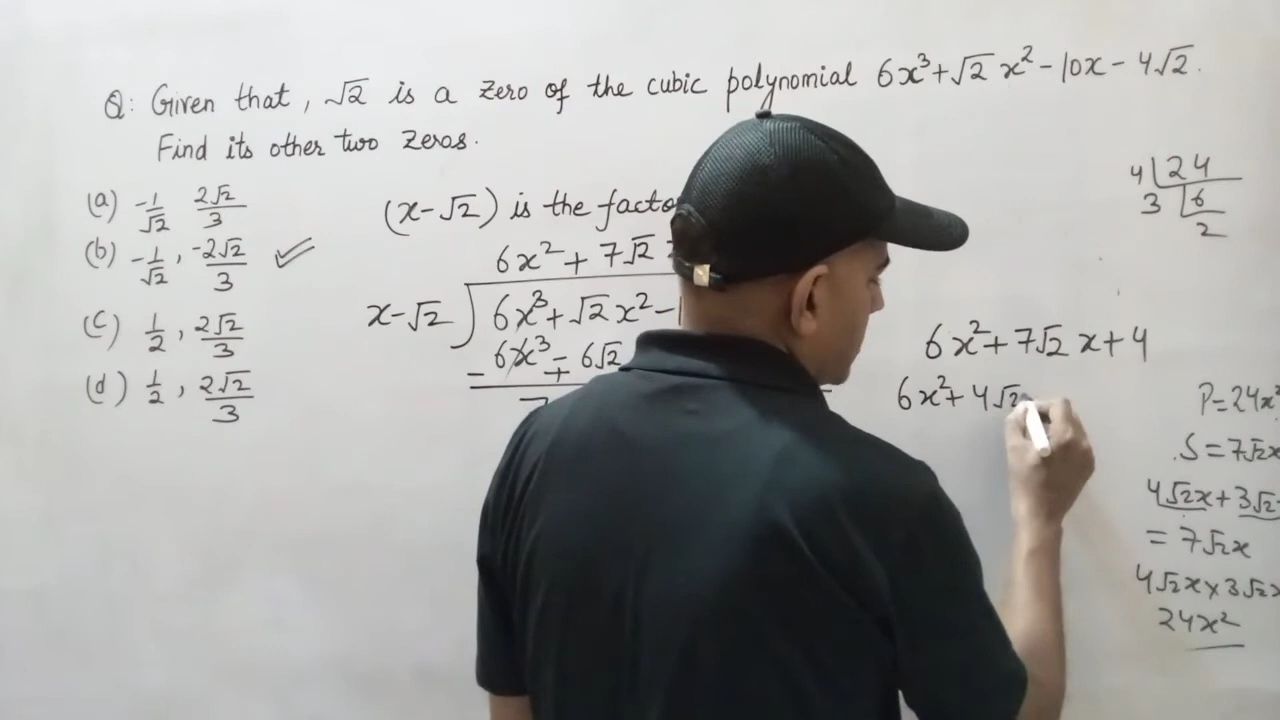 Q: Given that, √2 is a zero of the cubic polynomial 6x³+√2 x²-10x-4√2.
Find its other two zeros.
(a) -1/√2 2√2/3
(b) -1/√2, -2√2/3 ✓
(c) 1/2, 2√2/3
(d) 1/2, 2√2/3
(x-√2) is the facto
6x²+7√2
x-√2 ) 6x³+√2x²-
6x³-6√2
- +
7
4 | 24
3 | 6
2
6x²+7√2 x+4
6x²+4√2
P=24x²
S=7√2x
4√2x+3√2
= 7√2x
4√2x×3√2x
24x²